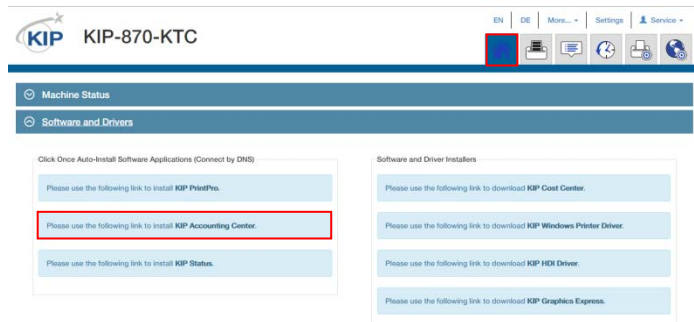 EN DE More... Settings Service
KIP KIP-870-KTC
Machine Status
Software and Drivers
Click Once Auto-Install Software Applications (Connect by DNS)
Please use the following link to install KIP PrintPro.
Please use the following link to install KIP Accounting Center.
Please use the following link to install KIP Status.
Software and Driver Installers
Please use the following link to download KIP Cost Center.
Please use the following link to download KIP Windows Printer Driver.
Please use the following link to download KIP HDI Driver.
Please use the following link to download KIP Graphics Express.